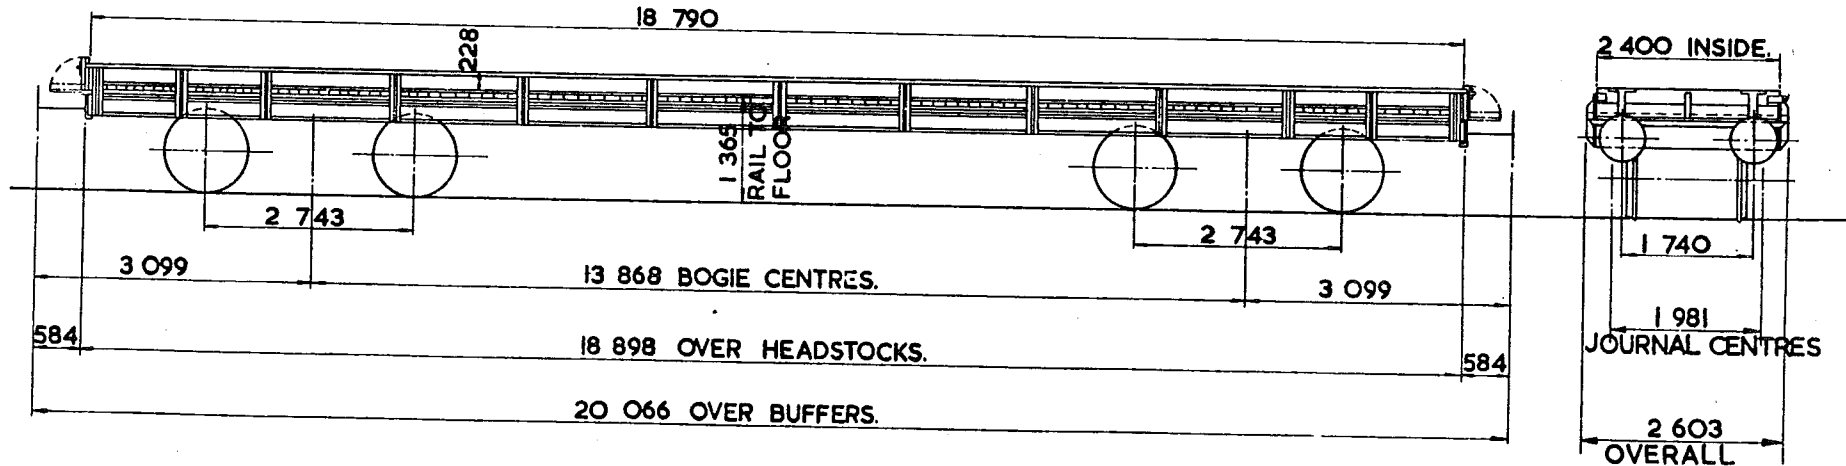 18 790
228
2 400 INSIDE.
1 365
RAIL TO
FLOOR
2 743
2 743
1 740
3 099
13 868 BOGIE CENTRES.
3 099
1 981
JOURNAL CENTRES
584
18 898 OVER HEADSTOCKS.
584
20 066 OVER BUFFERS.
2 603
OVERALL